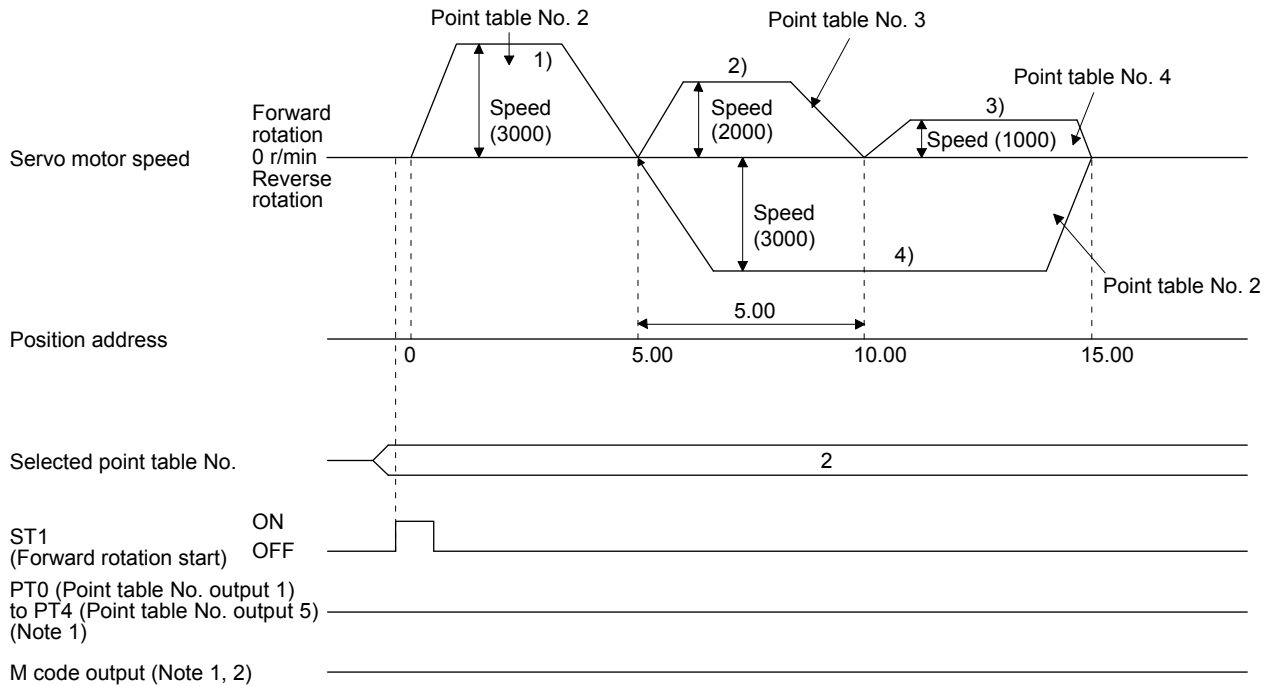 Point table No. 2
Point table No. 3
1)
2)
Point table No. 4
3)
Servo motor speed
Forward
rotation
0 r/min
Reverse
rotation
Speed
(3000)
Speed
(2000)
Speed (1000)
Speed
(3000)
4)
Point table No. 2
5.00
Position address
0
5.00
10.00
15.00
Selected point table No.
2
ST1
(Forward rotation start)
ON
OFF
PT0 (Point table No. output 1)
to PT4 (Point table No. output 5)
(Note 1)
M code output (Note 1, 2)